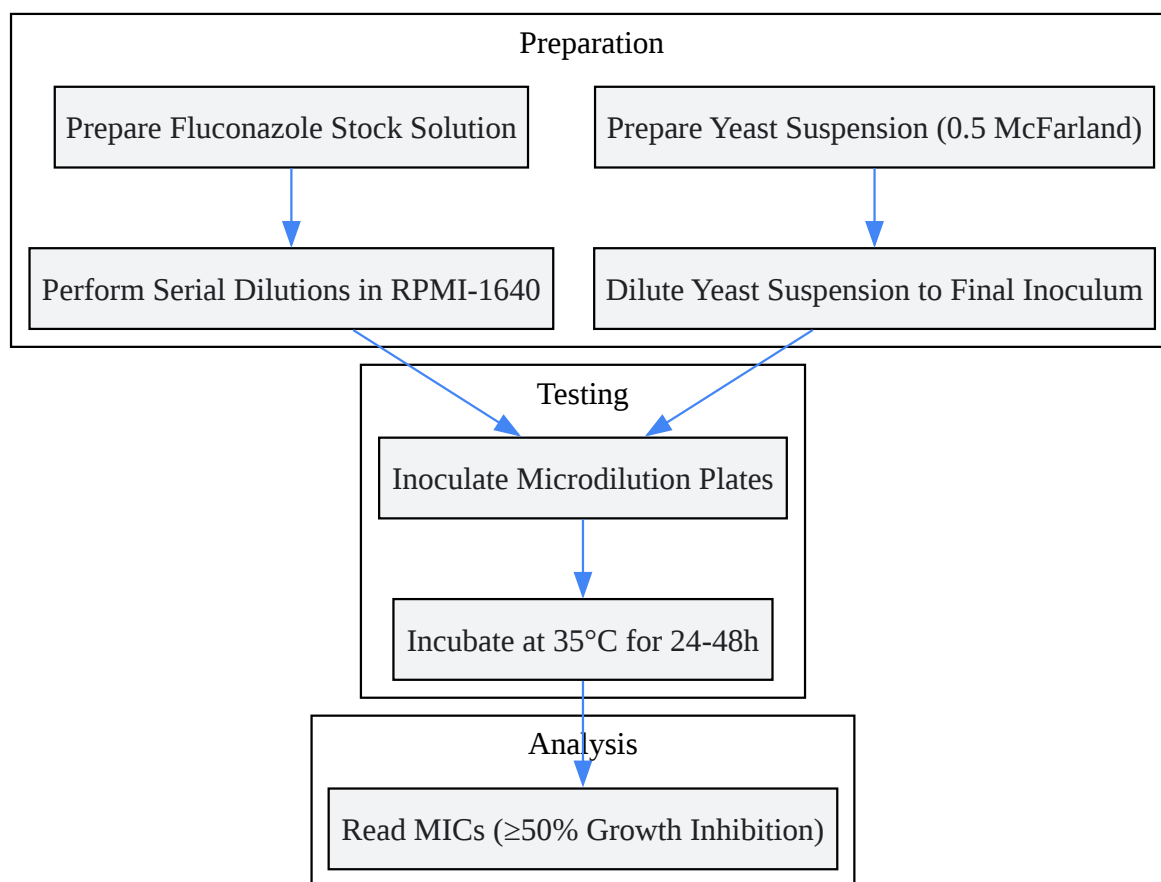 Preparation
Prepare Fluconazole Stock Solution
Prepare Yeast Suspension (0.5 McFarland)
Perform Serial Dilutions in RPMI-1640
Dilute Yeast Suspension to Final Inoculum
Testing
Inoculate Microdilution Plates
Incubate at 35°C for 24-48h
Analysis
Read MICs (≥50% Growth Inhibition)